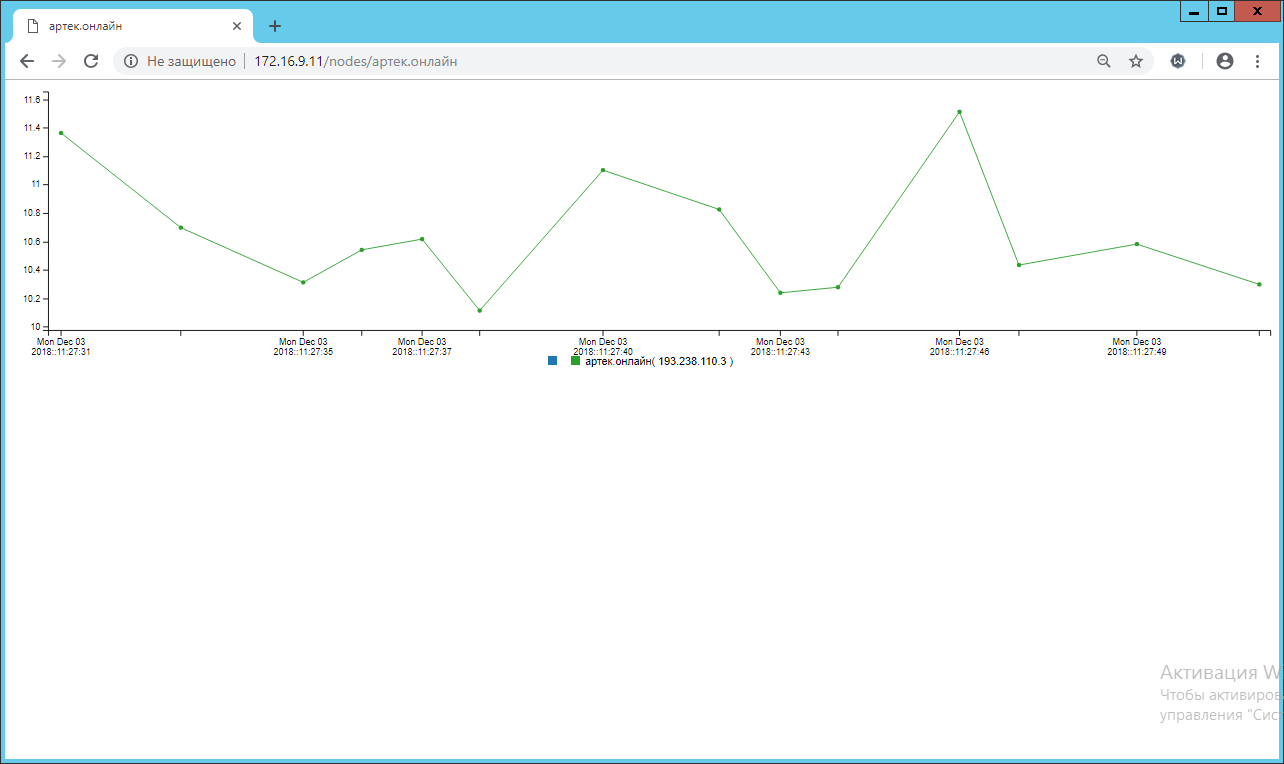 артек.онлайн
Не защищено
172.16.9.11/nodes/артек.онлайн
11.6
11.4
11.2
11
10.8
10.6
10.4
10.2
10
Mon Dec 03
2018::11:27:31
Mon Dec 03
2018::11:27:35
Mon Dec 03
2018::11:27:37
Mon Dec 03
2018::11:27:40
Mon Dec 03
2018::11:27:43
Mon Dec 03
2018::11:27:46
Mon Dec 03
2018::11:27:49
артек.онлайн( 193.238.110.3 )
Активация W
Чтобы активиров
управления "Сис